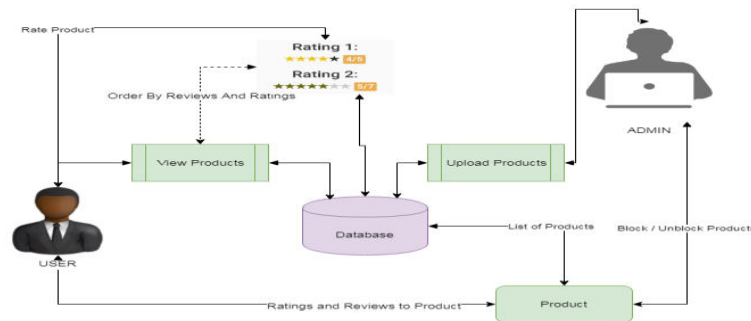 Rate Product
Rating 1:
4/5
Rating 2:
5/7
Order By Reviews And Ratings
ADMIN
View Products
Upload Products
Database
List of Products
Block / Unblock Product
USER
Ratings and Reviews to Product
Product